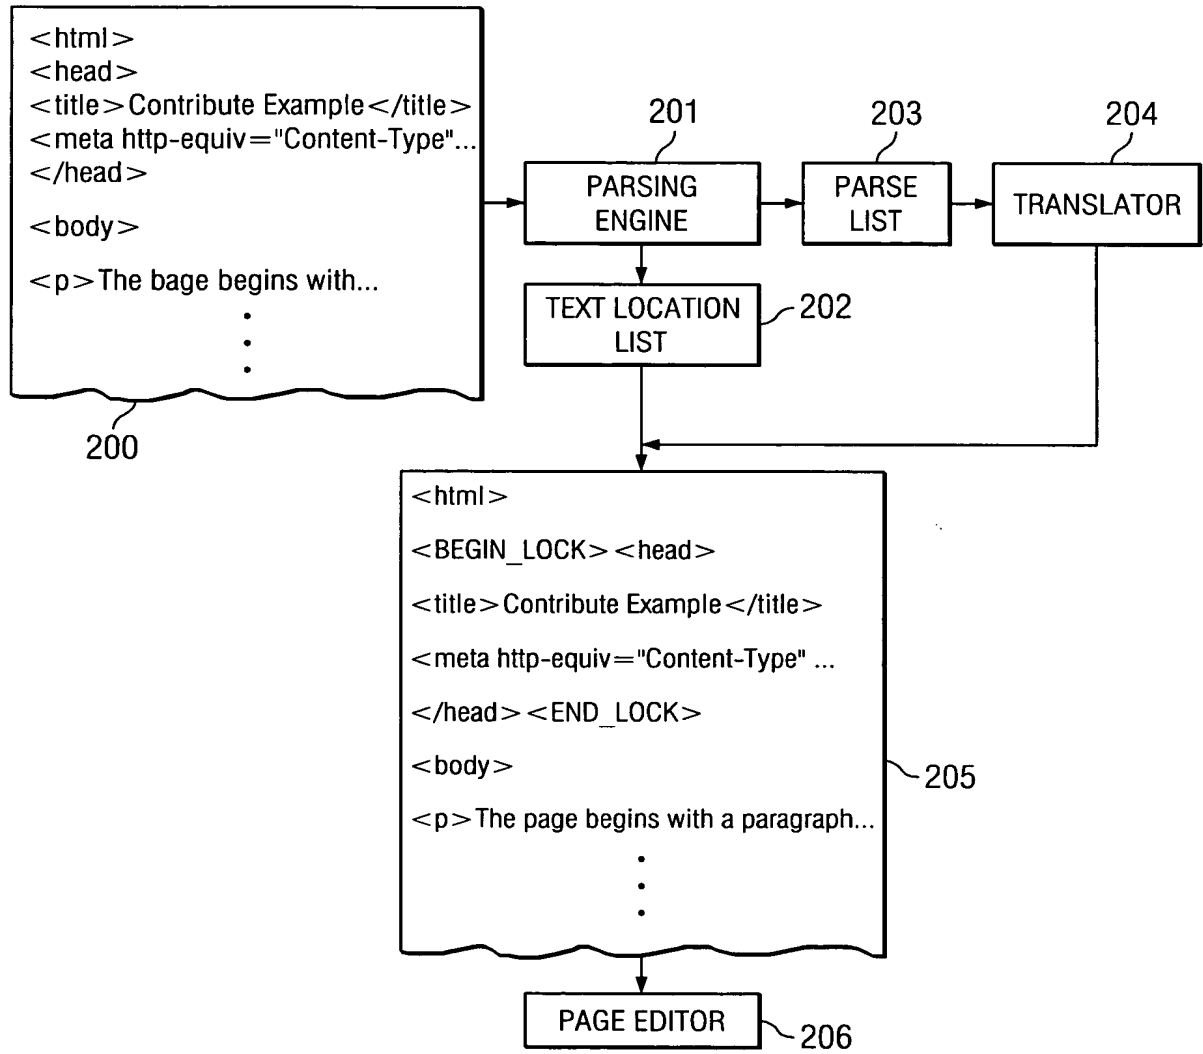 <html>
<head>
<title>Contribute Example</title>
<meta http-equiv="Content-Type"...
</head>
<body>
<p>The bage begins with...
200
201
PARSING
ENGINE
203
PARSE
LIST
204
TRANSLATOR
TEXT LOCATION
LIST
202
<html>
<BEGIN_LOCK><head>
<title>Contribute Example</title>
<meta http-equiv="Content-Type" ...
</head><END_LOCK>
<body>
<p>The page begins with a paragraph...
205
PAGE EDITOR
206